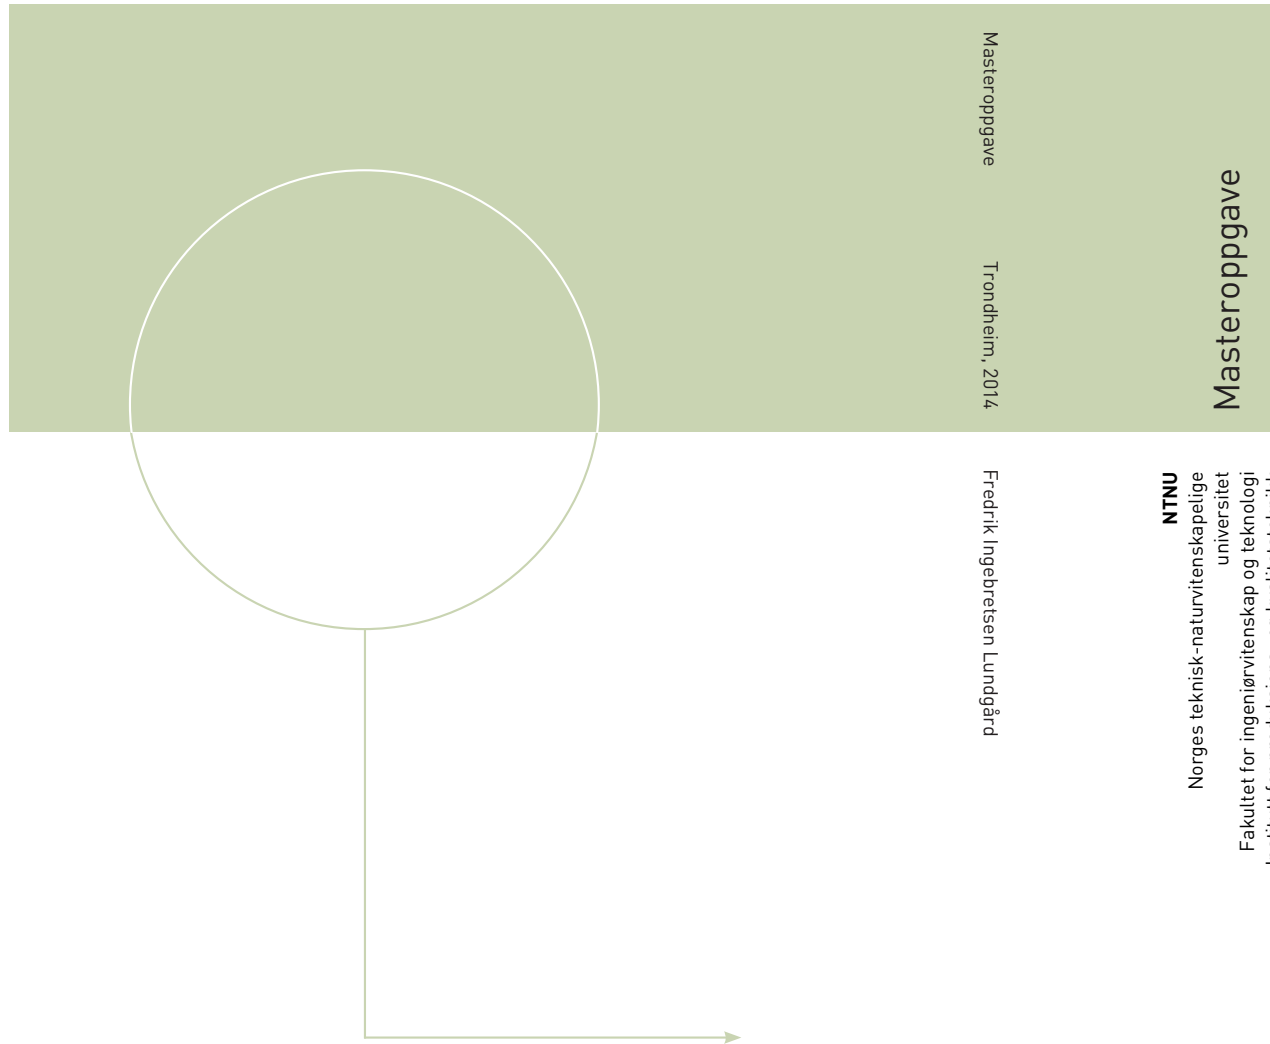 Masteroppgave
Trondheim, 2014
Fredrik Ingebretsen Lundgård
Masteroppgave
NTNU
Norges teknisk-naturvitenskapelige
universitet
Fakultet for ingeniørvitenskap og teknologi